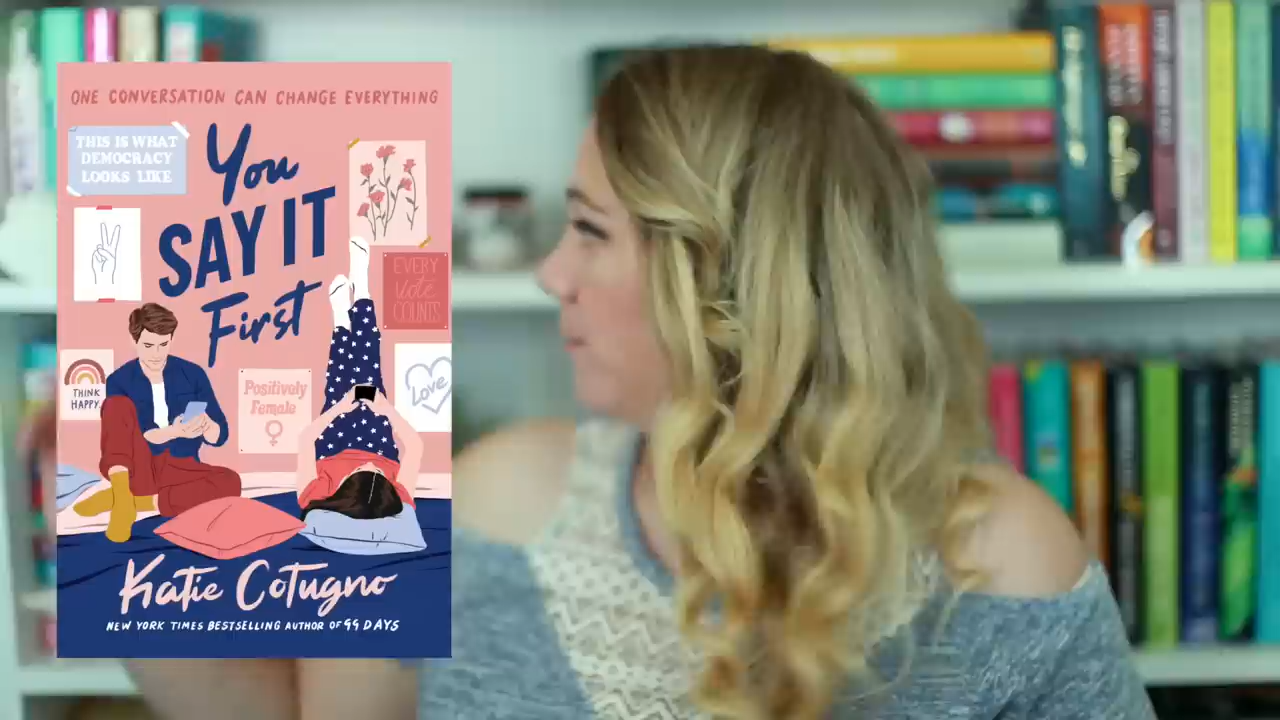 ONE CONVERSATION CAN CHANGE EVERYTHING
THIS IS WHAT
DEMOCRACY
LOOKS LIKE
You
SAY IT
First
EVERY
vote
COUNTS
THINK
HAPPY
Positively
Female
Love
Katie Cotugno
NEW YORK TIMES BESTSELLING AUTHOR OF 99 DAYS